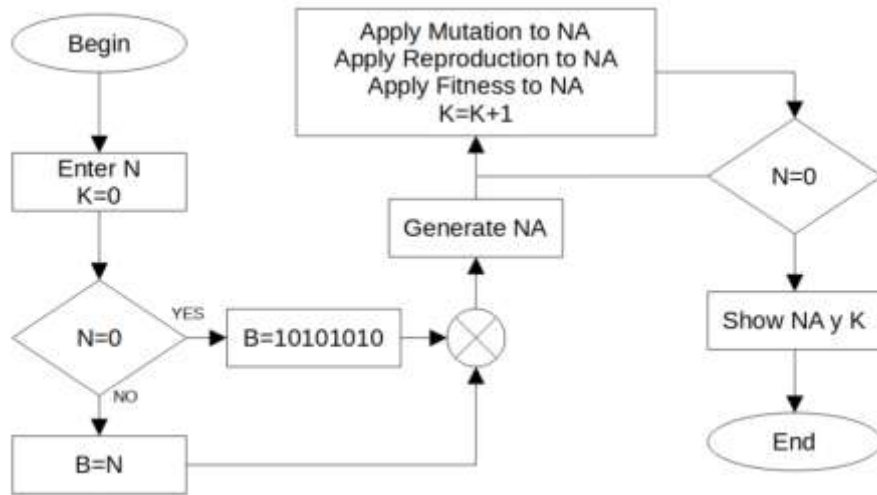 Begin
Enter N
K=0
N=0
YES
NO
B=10101010
B=N
Generate NA
Apply Mutation to NA
Apply Reproduction to NA
Apply Fitness to NA
K=K+1
N=0
Show NA y K
End